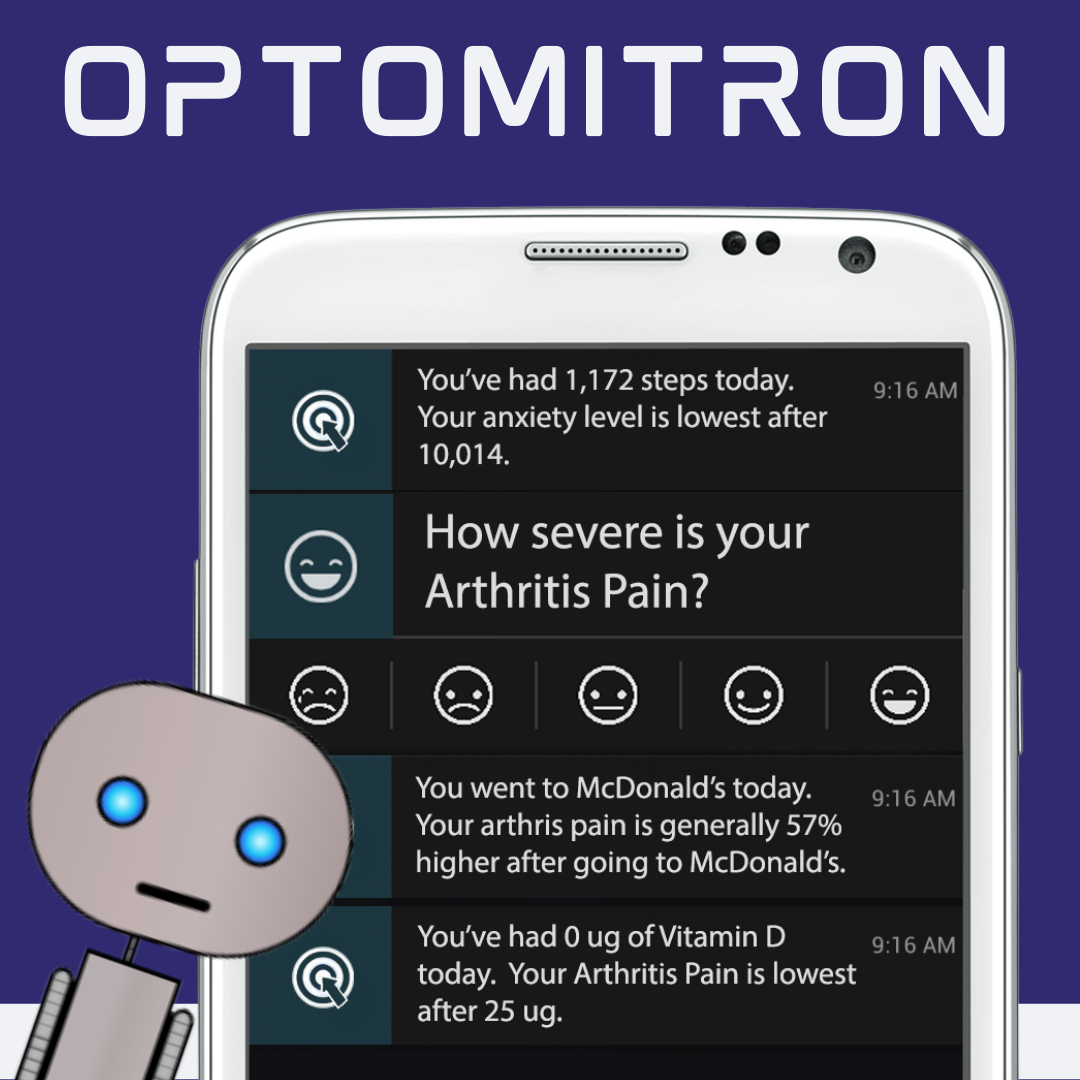 OPTOMITRON
You've had 1,172 steps today.
9:16 AM
Your anxiety level is lowest after
10,014.
How severe is your
Arthritis Pain?
You went to McDonald's today.
9:16 AM
Your arthris pain is generally 57%
higher after going to McDonald's.
You've had 0 ug of Vitamin D
9:16 AM
today.  Your Arthritis Pain is lowest
after 25 ug.